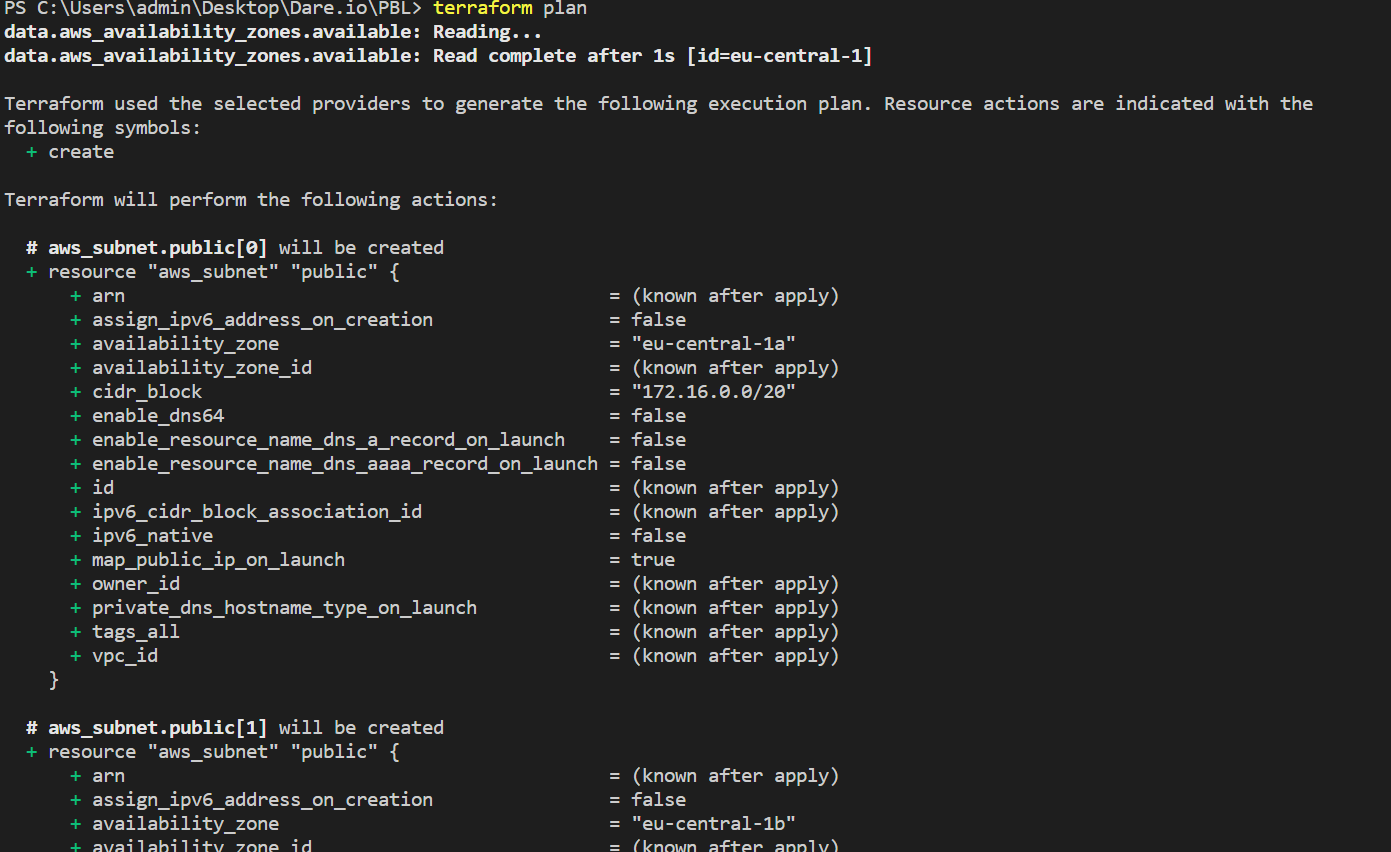 PS C:\Users\admin\Desktop\Dare.io\PBL> terraform plan
data.aws_availability_zones.available: Reading...
data.aws_availability_zones.available: Read complete after 1s [id=eu-central-1]
Terraform used the selected providers to generate the following execution plan. Resource actions are indicated with the
following symbols:
  + create
Terraform will perform the following actions:
  # aws_subnet.public[0] will be created
  + resource "aws_subnet" "public" {
      + arn                                            = (known after apply)
      + assign_ipv6_address_on_creation                = false
      + availability_zone                              = "eu-central-1a"
      + availability_zone_id                           = (known after apply)
      + cidr_block                                     = "172.16.0.0/20"
      + enable_dns64                                   = false
      + enable_resource_name_dns_a_record_on_launch    = false
      + enable_resource_name_dns_aaaa_record_on_launch = false
      + id                                             = (known after apply)
      + ipv6_cidr_block_association_id                 = (known after apply)
      + ipv6_native                                    = false
      + map_public_ip_on_launch                        = true
      + owner_id                                       = (known after apply)
      + private_dns_hostname_type_on_launch            = (known after apply)
      + tags_all                                       = (known after apply)
      + vpc_id                                         = (known after apply)
    }
  # aws_subnet.public[1] will be created
  + resource "aws_subnet" "public" {
      + arn                                            = (known after apply)
      + assign_ipv6_address_on_creation                = false
      + availability_zone                              = "eu-central-1b"
      + availability_zone_id                           = (known after apply)